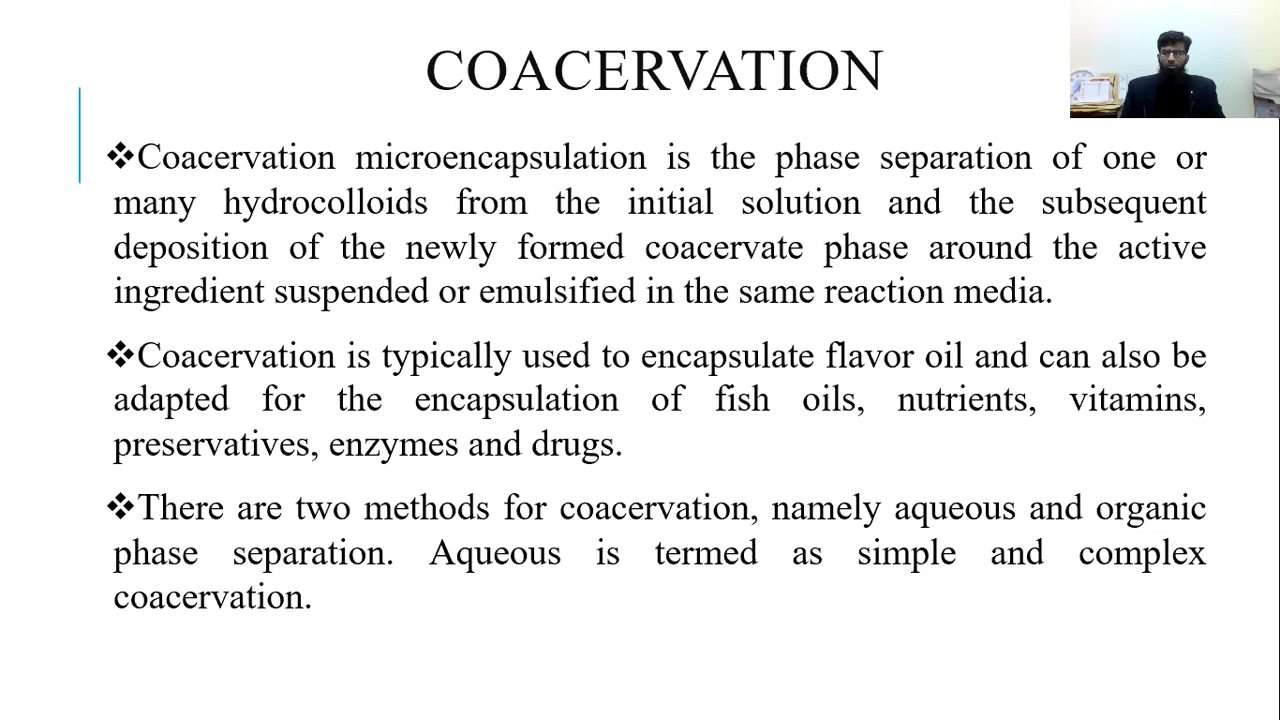 COACERVATION
❖Coacervation microencapsulation is the phase separation of one or
many hydrocolloids from the initial solution and the subsequent
deposition of the newly formed coacervate phase around the active
ingredient suspended or emulsified in the same reaction media.
❖Coacervation is typically used to encapsulate flavor oil and can also be
adapted for the encapsulation of fish oils, nutrients, vitamins,
preservatives, enzymes and drugs.
❖There are two methods for coacervation, namely aqueous and organic
phase separation. Aqueous is termed as simple and complex
coacervation.